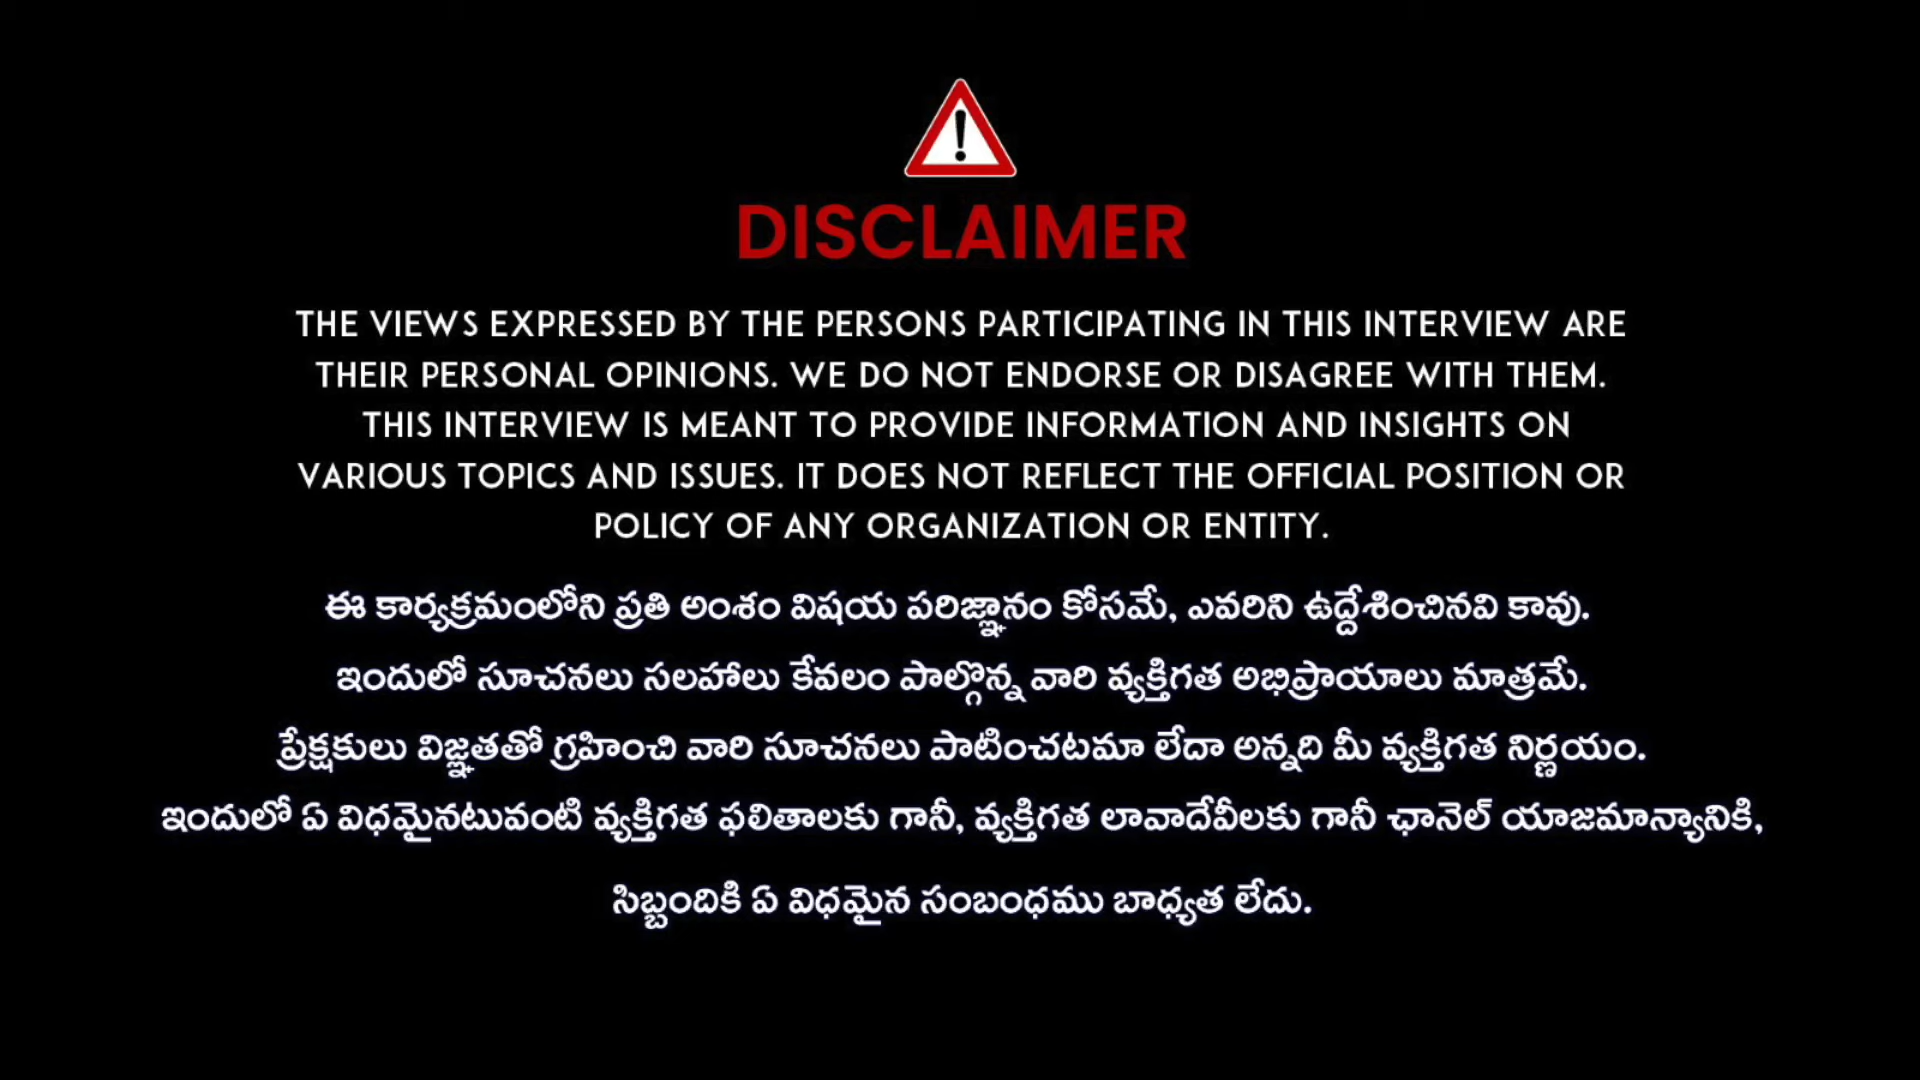 DISCLAIMER
THE VIEWS EXPRESSED BY THE PERSONS PARTICIPATING IN THIS INTERVIEW ARE
THEIR PERSONAL OPINIONS. WE DO NOT ENDORSE OR DISAGREE WITH THEM.
THIS INTERVIEW IS MEANT TO PROVIDE INFORMATION AND INSIGHTS ON
VARIOUS TOPICS AND ISSUES. IT DOES NOT REFLECT THE OFFICIAL POSITION OR
POLICY OF ANY ORGANIZATION OR ENTITY.
ఈ కార్యక్రమంలోని ప్రతి అంశం విషయ పరిజ్ఞానం కోసమే, ఎవరిని ఉద్దేశించినవి కావు.
ఇందులో సూచనలు సలహాలు కేవలం పాల్గొన్న వారి వ్యక్తిగత అభిప్రాయాలు మాత్రమే.
ప్రేక్షకులు విజ్ఞతతో గ్రహించి వారి సూచనలు పాటించటమా లేదా అన్నది మీ వ్యక్తిగత నిర్ణయం.
ఇందులో ఏ విధమైనటువంటి వ్యక్తిగత ఫలితాలకు గానీ, వ్యక్తిగత లావాదేవీలకు గానీ ఛానెల్ యాజమాన్యానికి,
సిబ్బందికి ఏ విధమైన సంబంధము బాధ్యత లేదు.